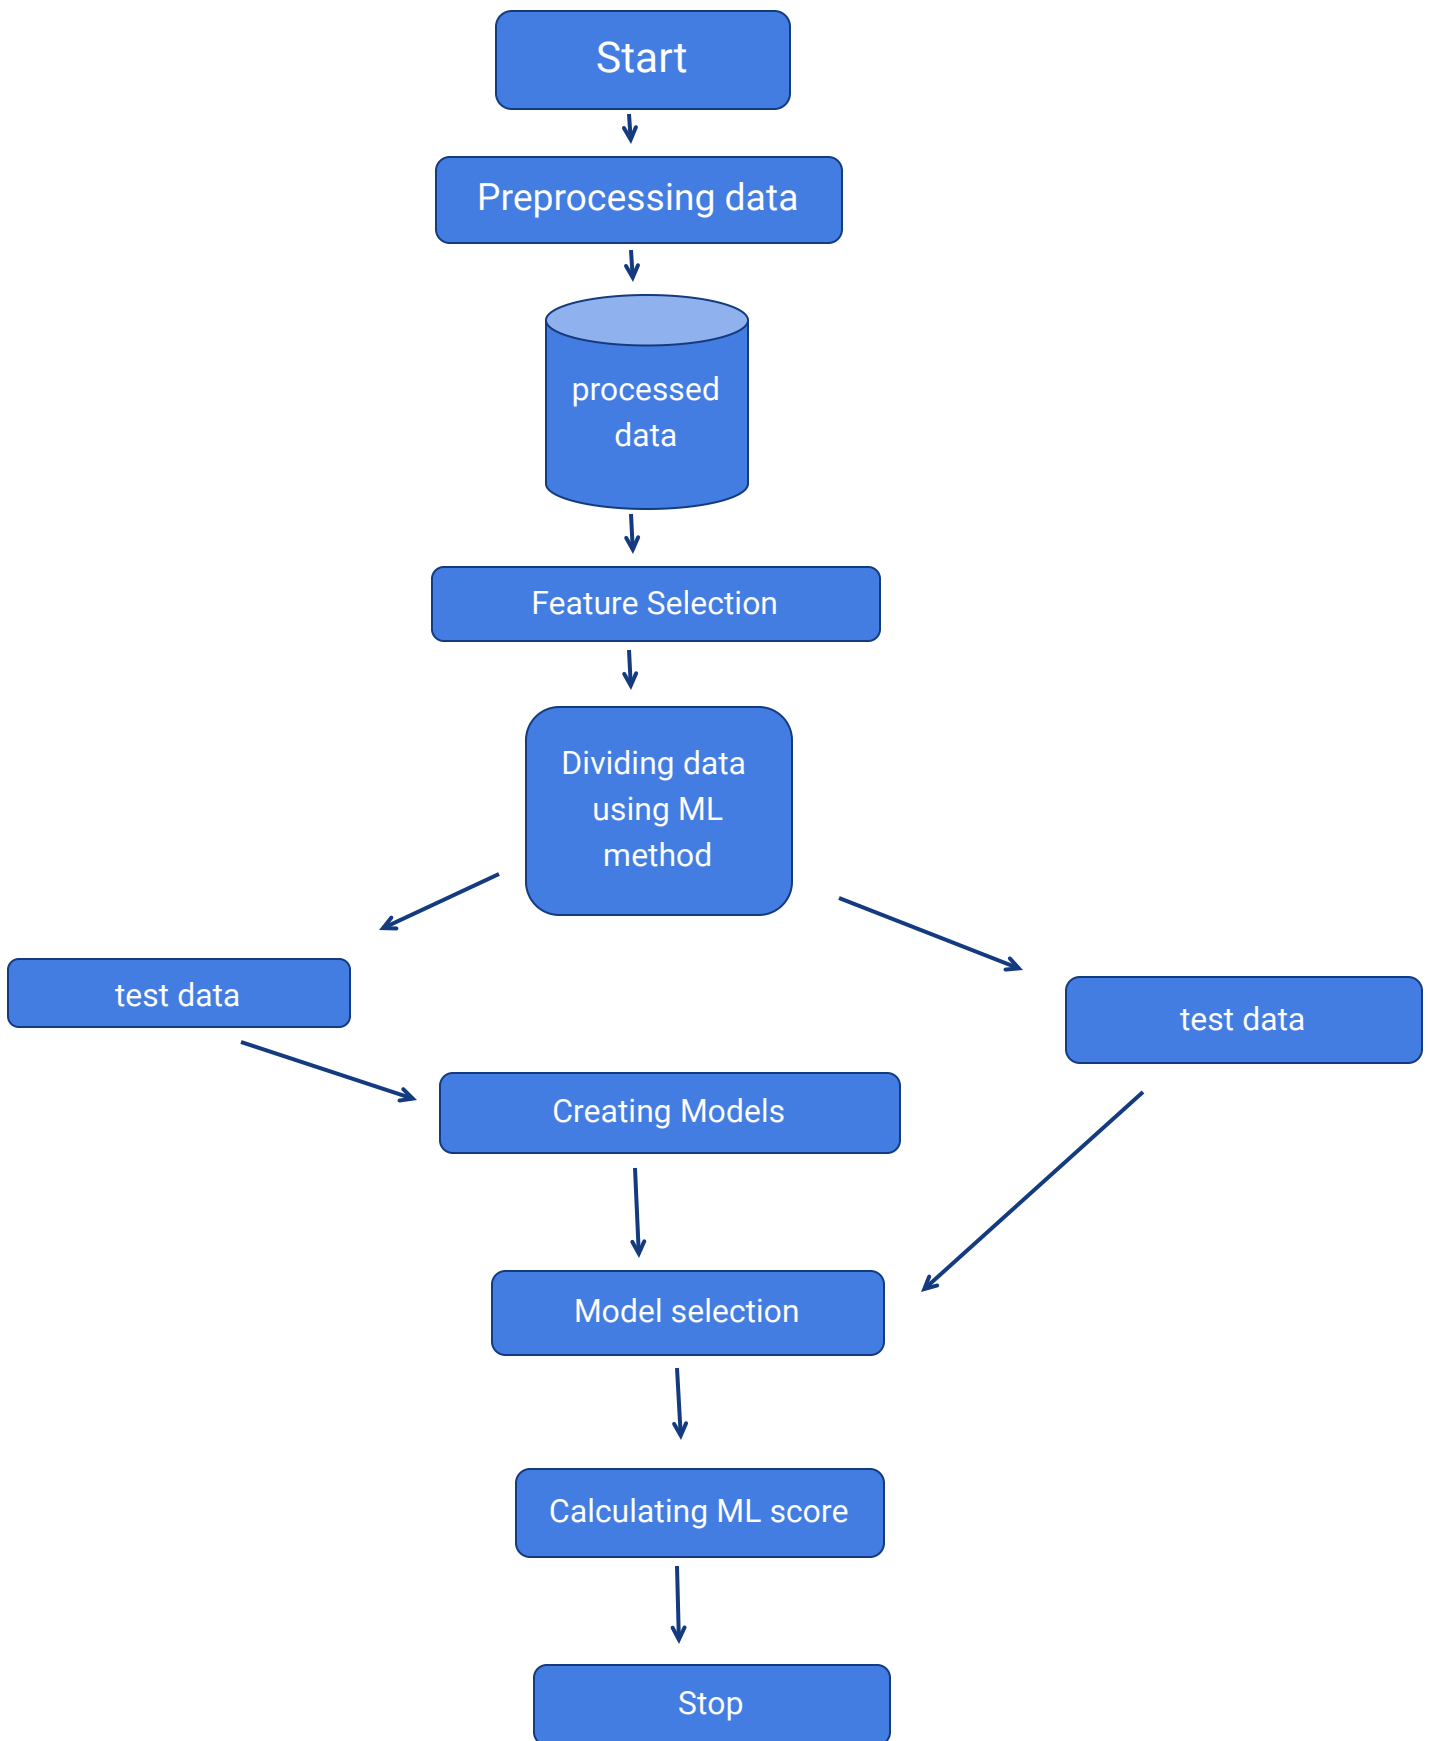 Start
Preprocessing data
processed
data
Feature Selection
Dividing data
using ML
method
test data
test data
Creating Models
Model selection
Calculating ML score
Stop